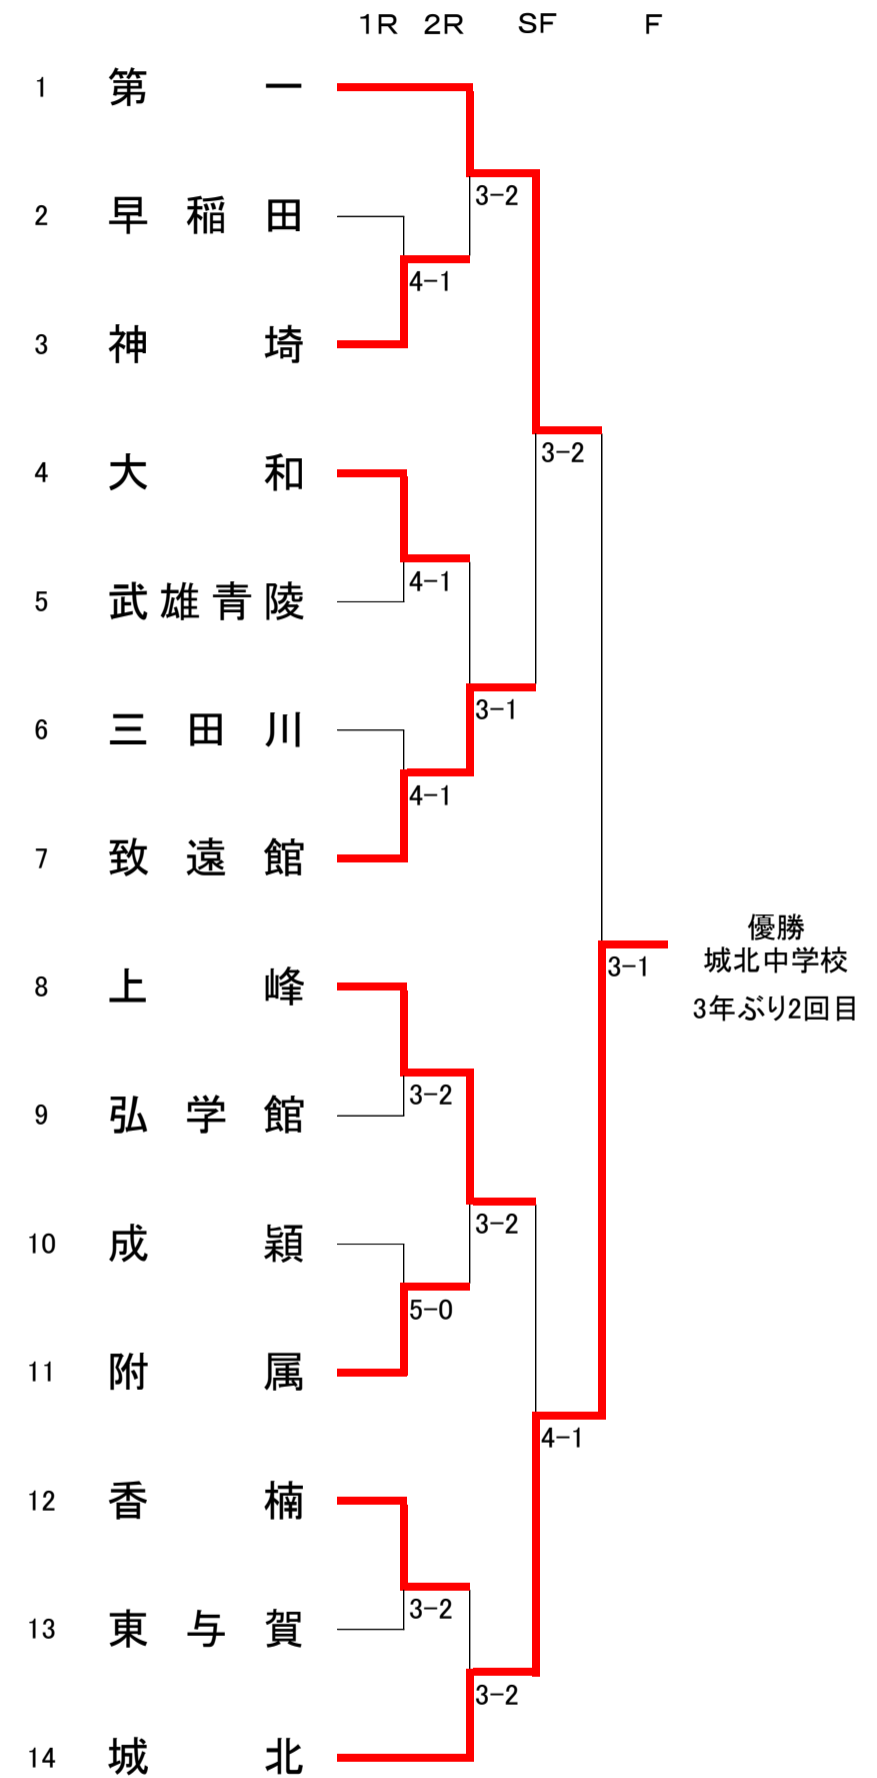 1R 2R SF F
1 第一
3-2
2 早稲田
4-1
3 神埼
3-2
4 大和
4-1
5 武雄青陵
3-1
6 三田川
4-1
7 致遠館
優勝
城北中学校
3-1
8 上峰
3年ぶり2回目
3-2
9 弘学館
3-2
10 成穎
5-0
11 附属
4-1
12 香楠
3-2
13 東与賀
3-2
14 城北